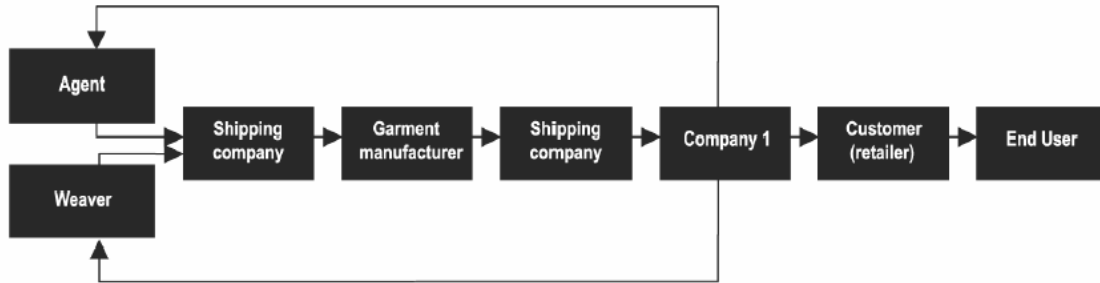 Agent
Weaver
Shipping
company
Garment
manufacturer
Shipping
company
Company 1
Customer
(retailer)
End User